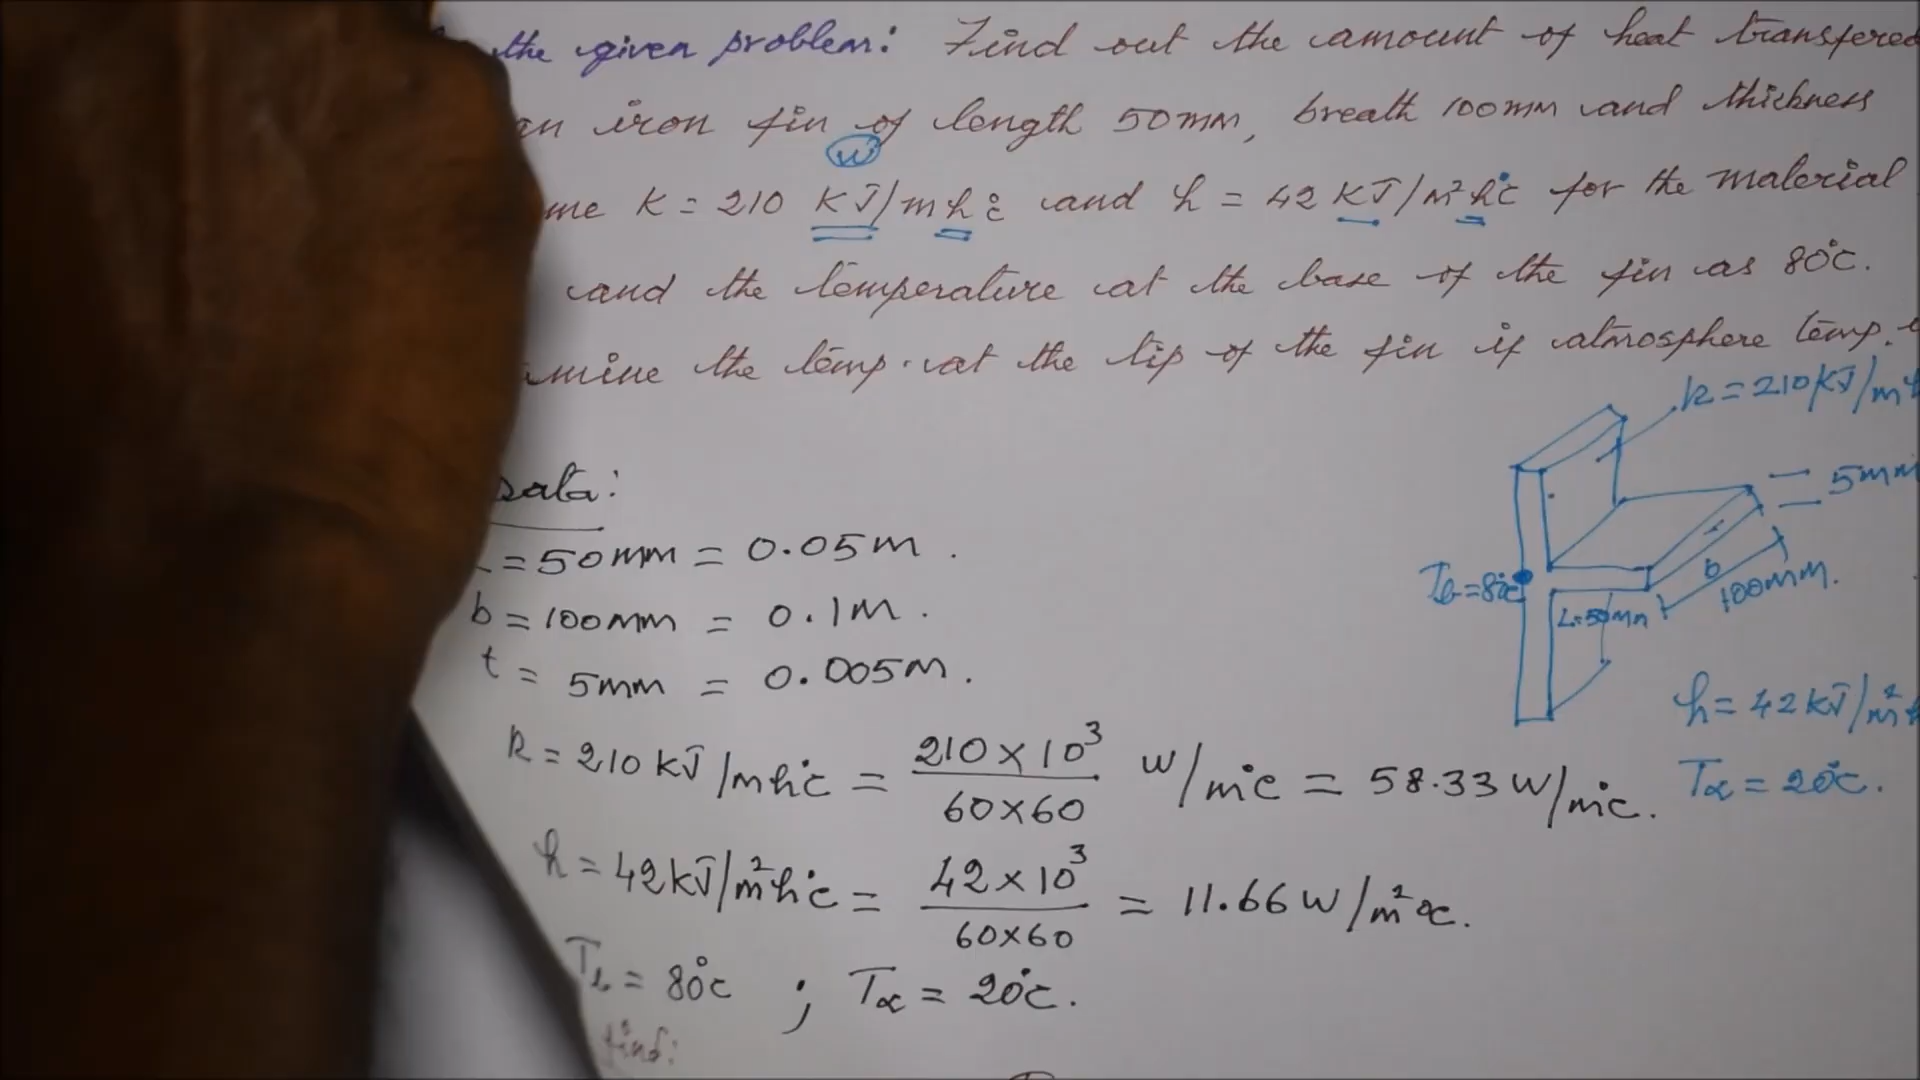 the given problem: Find out the amount of heat transfered
an iron fin of length 50mm, breath 100mm and thickness
w
me K = 210 KJ/mh°c and h = 42 KJ/m²h°c for the material
and the temperature at the base of the fin as 80°c.
mine the temp. at the tip of the fin if atmosphere temp.
k = 210 KJ/m
5mm
b
100mm.
Tb = 80°c
L=50mm
h = 42 KJ/m²
T∝ = 20°c.
Data:
= 50mm = 0.05m.
b = 100mm = 0.1m.
t = 5mm = 0.005m.
k = 210 KJ/mh°c = 210×10³/60×60 w/m°c = 58.33 W/m°c.
h = 42 KJ/m²h°c = 42×10³/60×60 = 11.66 W/m²°c.
Tb = 80°c ; T∝ = 20°c.
find: